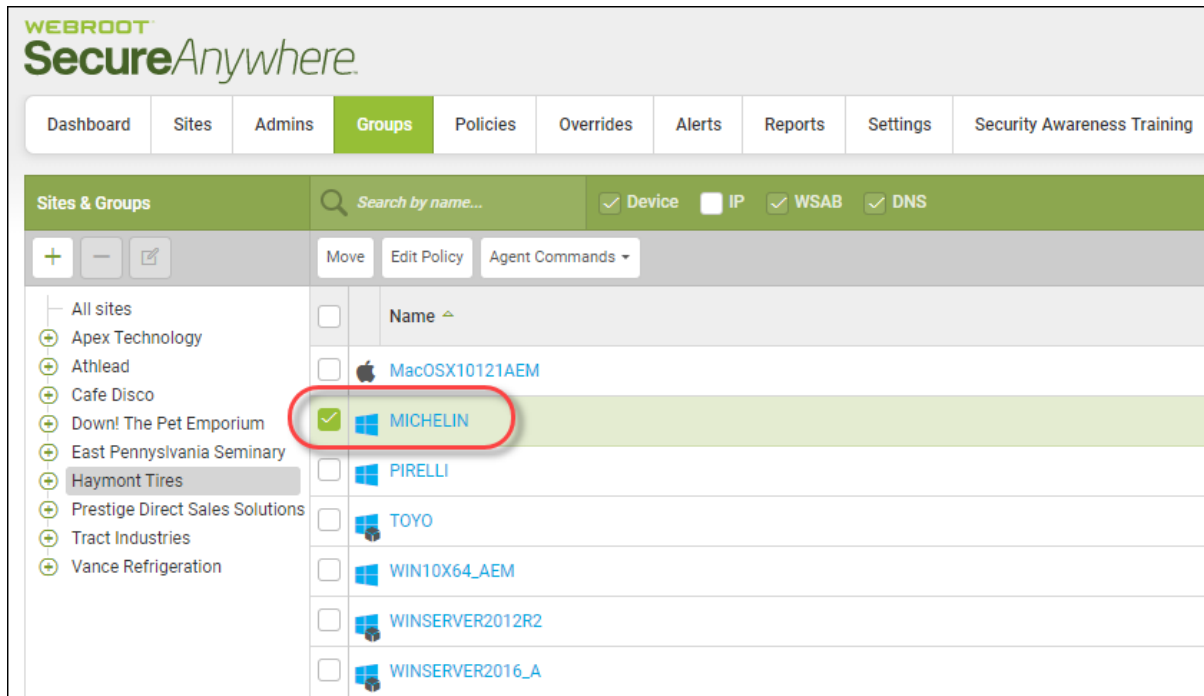 WEBROOT
SecureAnywhere
Dashboard Sites Admins Groups Policies Overrides Alerts Reports Settings Security Awareness Training
Sites & Groups Search by name... Device IP WSAB DNS
Move Edit Policy Agent Commands
All sites
Apex Technology
Athlead
Cafe Disco
Down! The Pet Emporium
East Pennyslvania Seminary
Haymont Tires
Prestige Direct Sales Solutions
Tract Industries
Vance Refrigeration
Name
MacOSX10121AEM
MICHELIN
PIRELLI
TOYO
WIN10X64_AEM
WINSERVER2012R2
WINSERVER2016_A